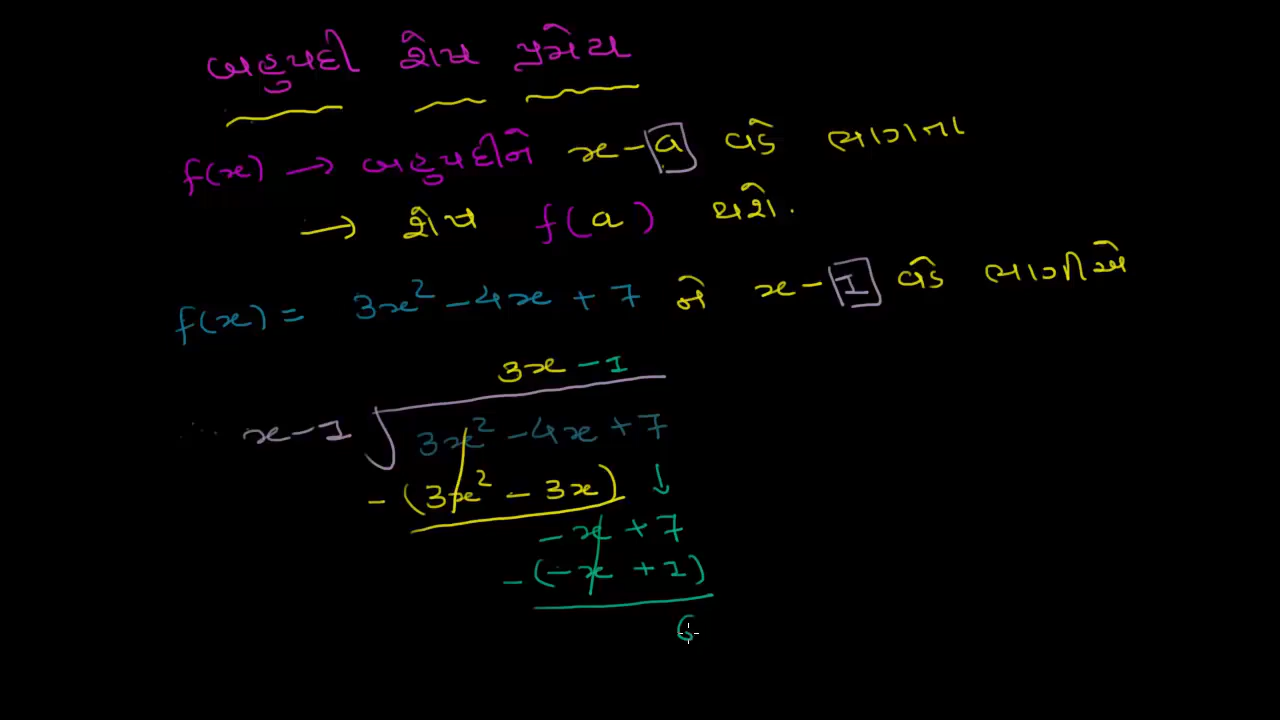 બહુપદી શેષ પ્રમેય
f(x) → બહુપદીને x - a વડે ભાગતા
→ શેષ f(a) થશે.
f(x) = 3x² - 4x + 7 ને x - 1 વડે ભાગીએ
3x - 1
x - 1 √ 3x² - 4x + 7
- (3x² - 3x) ↓
- x + 7
- (- x + 1)
6